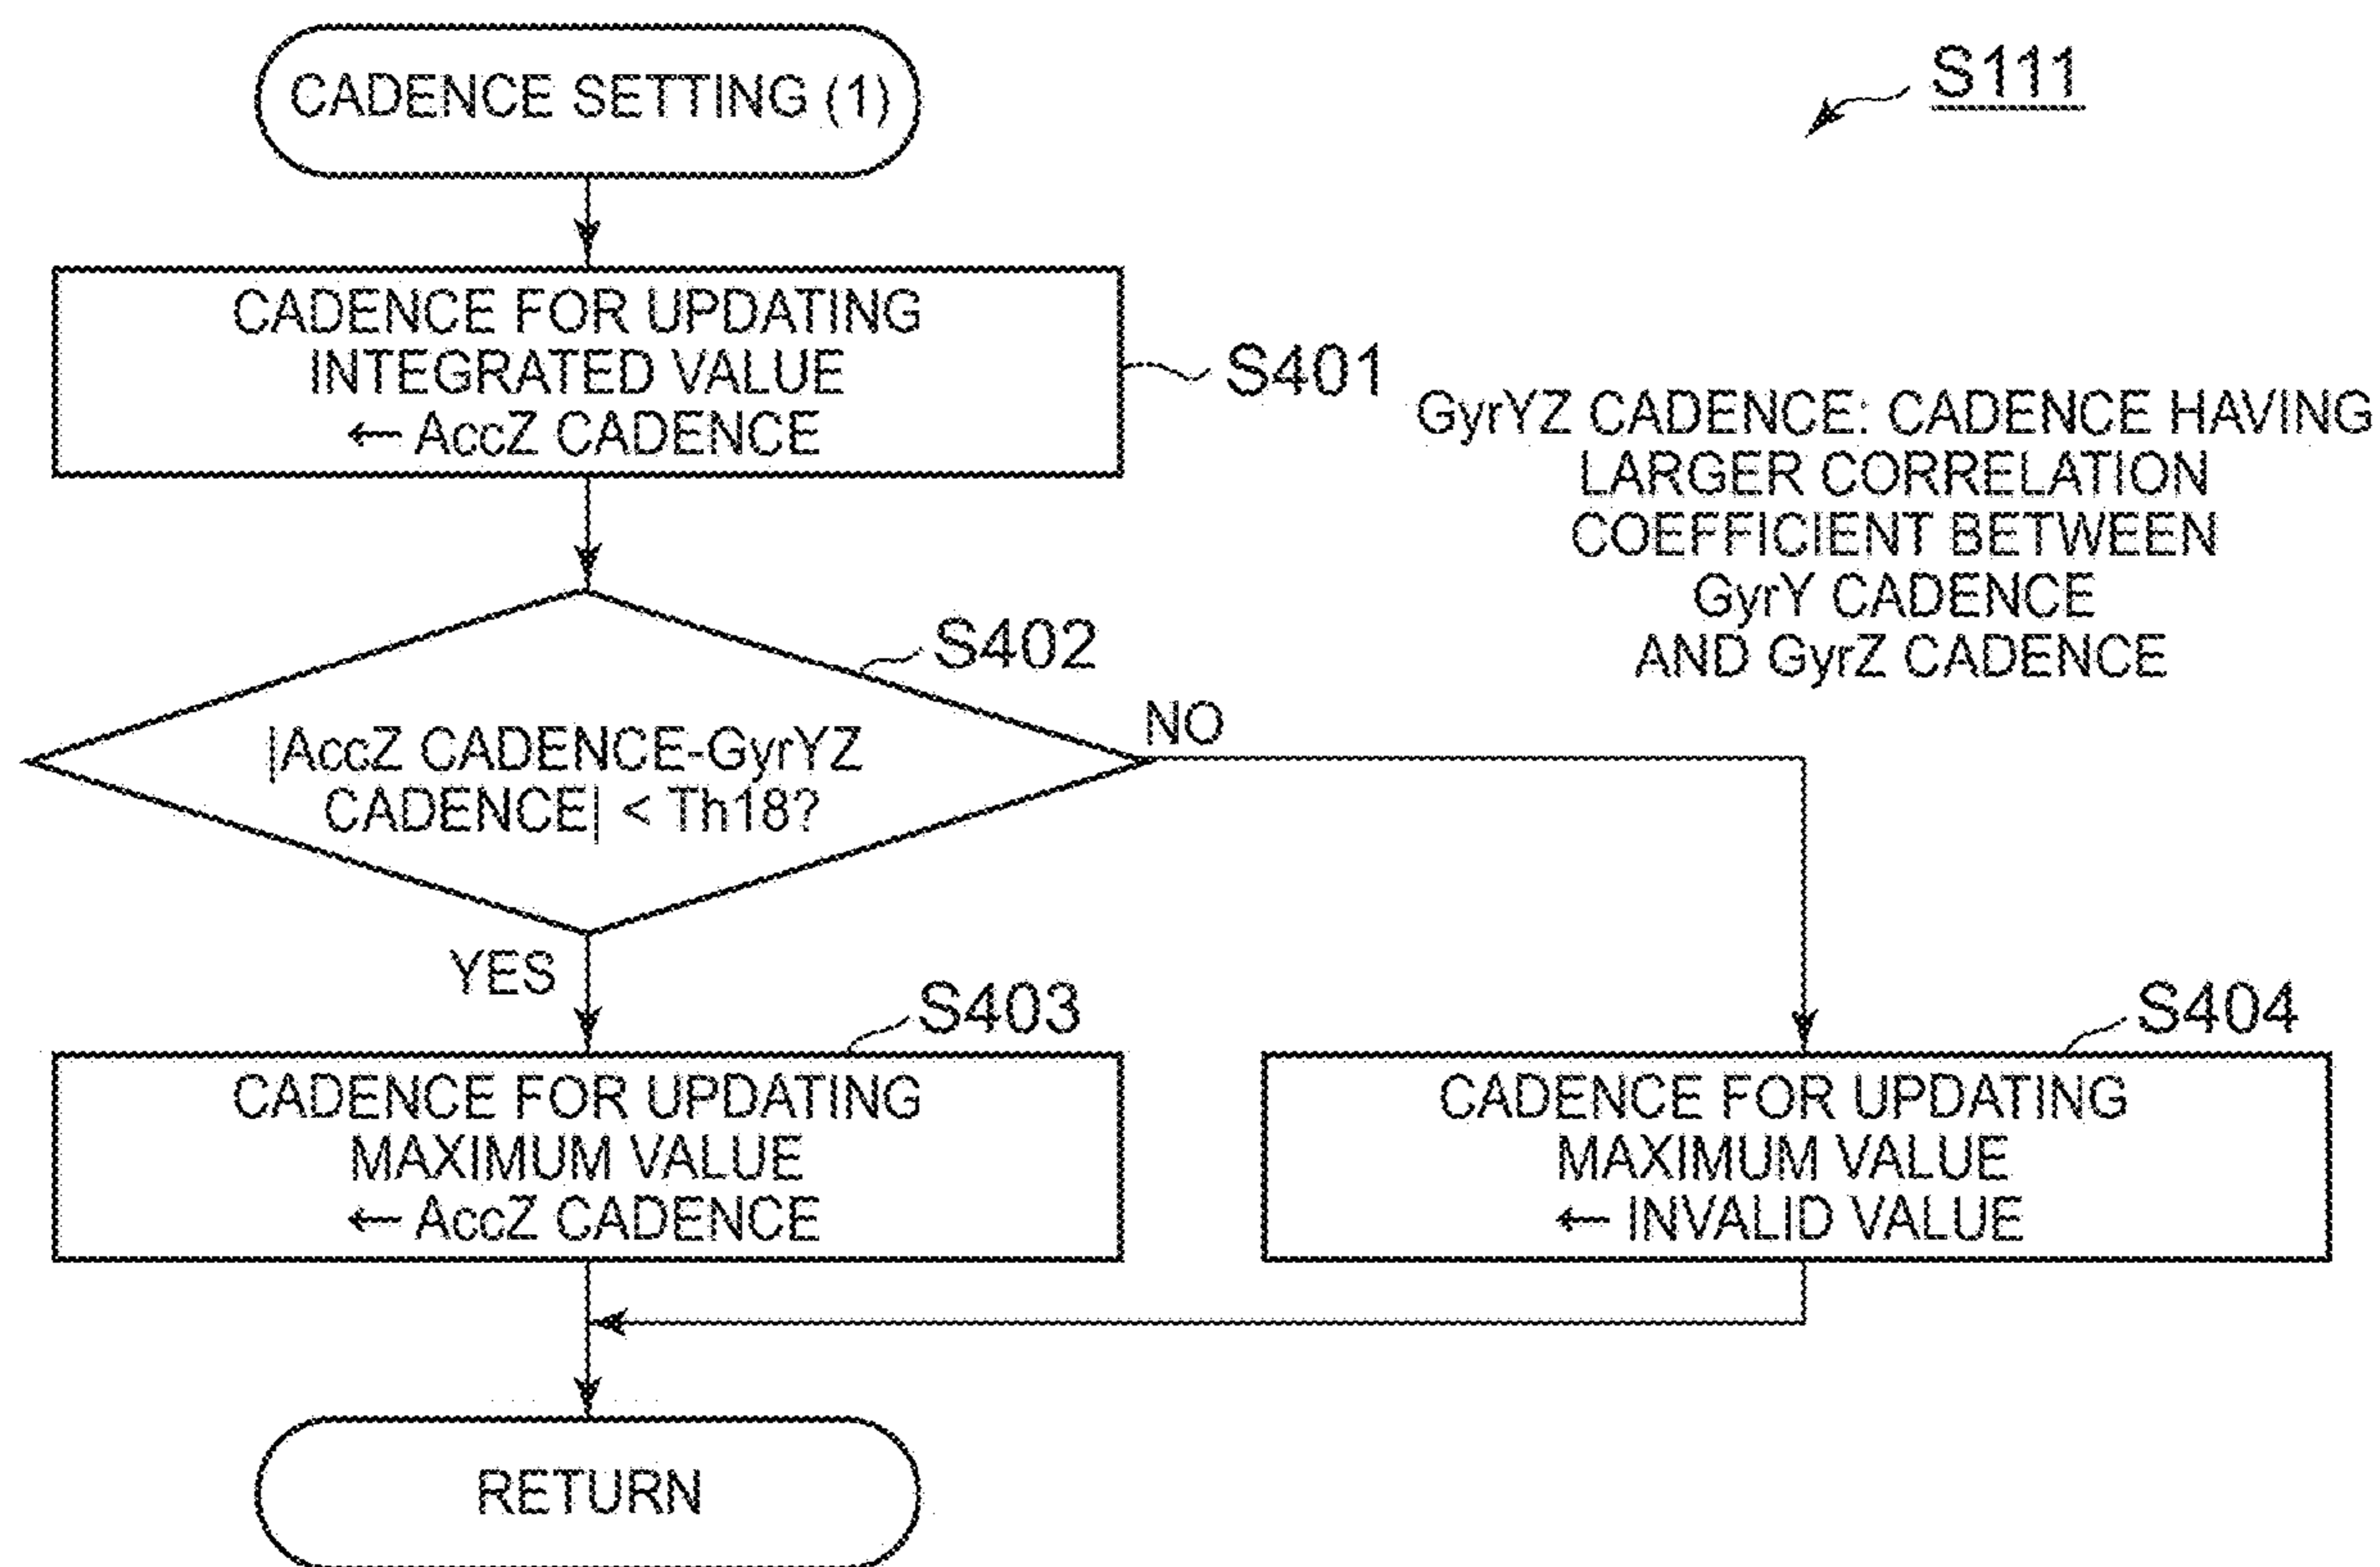 CADENCE SETTING (1)
S111
CADENCE FOR UPDATING
INTEGRATED VALUE
← AccZ CADENCE
S401
GyrYZ CADENCE: CADENCE HAVING
LARGER CORRELATION
COEFFICIENT BETWEEN
GyrY CADENCE
AND GyrZ CADENCE
S402
|AccZ CADENCE-GyrYZ
CADENCE| < Th18?
NO
YES
S403
CADENCE FOR UPDATING
MAXIMUM VALUE
← AccZ CADENCE
S404
CADENCE FOR UPDATING
MAXIMUM VALUE
← INVALID VALUE
RETURN